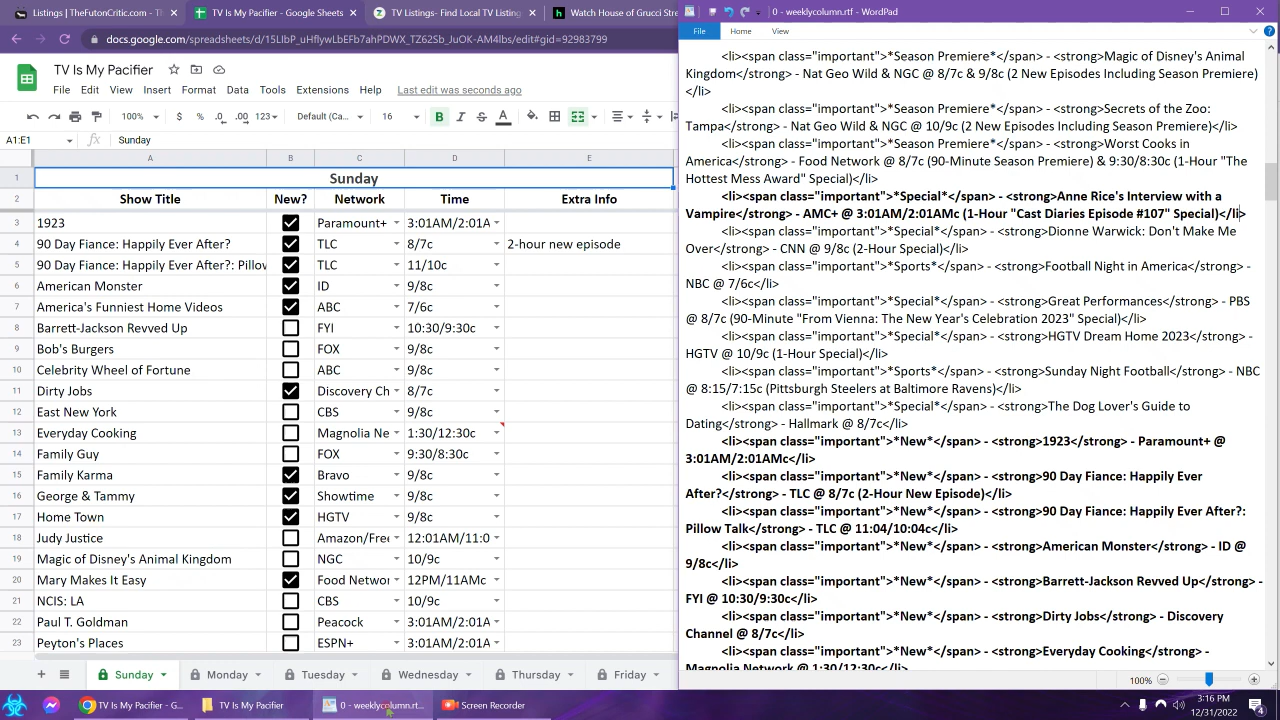 TV Is My Pacifier - Google Sheets
Listings- Find Local TV Listing
Watch Foods of Grucci Str
docs.google.com/spreadsheets/d/
edit#gid=53983799
TV Is My Pacifier
File Edit View Insert Format Data Tools Extensions Help Last edit was seconds ago
100% $ % .0 .00 123 Default (Ca... 16 B I S A
A1:E1 fx Sunday
A B C D E
Sunday
2 Show Title New? Network Time Extra Info
1923 Paramount+ 3:01AM/2:01A
4 90 Day Fiance: Happily Ever After? TLC 8/7c 2-hour new episode
5 90 Day Fiance: Happily Ever After?: Pillow TLC 11/10c
6 American Monster ID 9/8c
7 America's Funniest Home Videos ABC 7/6c
8 Barrett-Jackson Revved Up FYI 10:30/9:30c
9 Bob's Burgers FOX 9/8c
10 Celebrity Wheel of Fortune ABC 9/8c
11 Dirty Jobs Discovery Ch 8/7c
12 East New York CBS 9/8c
13 Everyday Cooking Magnolia Ne 1:30/12:30c
14 Family Guy FOX 9:30/8:30c
15 Family Karma Bravo 9/8c
16 George & Tammy Showtime 9/8c
17 Home Town HGTV 9/8c
18 Judy Justice Amazon/Free 12:01AM/11:0
19 Magic of Disney's Animal Kingdom NGC 10/9c
20 Mary Makes It Easy Food Networ 12PM/11AMc
21 NCIS: LA CBS 10/9c
22 Paul T. Goldman Peacock 3:01AM/2:01A
23 Peyton's Places ESPN+ 3:01AM/2:01A
Sunday Monday Tuesday Wednesday Thursday Friday
0 - weeklycolumn.rtf - WordPad
File Home View
<li><span class="important">*Season Premiere*</span> - <strong>Magic of Disney's Animal
Kingdom</strong> - Nat Geo Wild & NGC @ 8/7c & 9/8c (2 New Episodes Including Season Premiere)
</li>
<li><span class="important">*Season Premiere*</span> - <strong>Secrets of the Zoo:
Tampa</strong> - Nat Geo Wild & NGC @ 10/9c (2 New Episodes Including Season Premiere)</li>
<li><span class="important">*Season Premiere*</span> - <strong>Worst Cooks in
America</strong> - Food Network @ 8/7c (90-Minute Season Premiere) & 9:30/8:30c (1-Hour "The
Hottest Mess Award" Special)</li>
<li><span class="important">*Special*</span> - <strong>Anne Rice's Interview with a
Vampire</strong> - AMC+ @ 3:01AM/2:01AMc (1-Hour "Cast Diaries Episode #107" Special)</li>
<li><span class="important">*Special*</span> - <strong>Dionne Warwick: Don't Make Me
Over</strong> - CNN @ 9/8c (2-Hour Special)</li>
<li><span class="important">*Sports*</span> - <strong>Football Night in America</strong> -
NBC @ 7/6c</li>
<li><span class="important">*Special*</span> - <strong>Great Performances</strong> - PBS
@ 8/7c (90-Minute "From Vienna: The New Year's Celebration 2023" Special)</li>
<li><span class="important">*Special*</span> - <strong>HGTV Dream Home 2023</strong> -
HGTV @ 10/9c (1-Hour Special)</li>
<li><span class="important">*Sports*</span> - <strong>Sunday Night Football</strong> - NBC
@ 8:15/7:15c (Pittsburgh Steelers at Baltimore Ravens)</li>
<li><span class="important">*Special*</span> - <strong>The Dog Lover's Guide to
Dating</strong> - Hallmark @ 8/7c</li>
<li><span class="important">*New*</span> - <strong>1923</strong> - Paramount+ @
3:01AM/2:01AMc</li>
<li><span class="important">*New*</span> - <strong>90 Day Fiance: Happily Ever
After?</strong> - TLC @ 8/7c (2-Hour New Episode)</li>
<li><span class="important">*New*</span> - <strong>90 Day Fiance: Happily Ever After?:
Pillow Talk</strong> - TLC @ 11:04/10:04c</li>
<li><span class="important">*New*</span> - <strong>American Monster</strong> - ID @
9/8c</li>
<li><span class="important">*New*</span> - <strong>Barrett-Jackson Revved Up</strong> -
FYI @ 10:30/9:30c</li>
<li><span class="important">*New*</span> - <strong>Dirty Jobs</strong> - Discovery
Channel @ 8/7c</li>
<li><span class="important">*New*</span> - <strong>Everyday Cooking</strong> -
Magnolia Network @ 1:30/12:30c</li>
100%
TV Is My Pacifier - G... TV Is My Pacifier 0 - weeklycolumn.rt... Screen Recorder
3:16 PM
12/31/2022
4